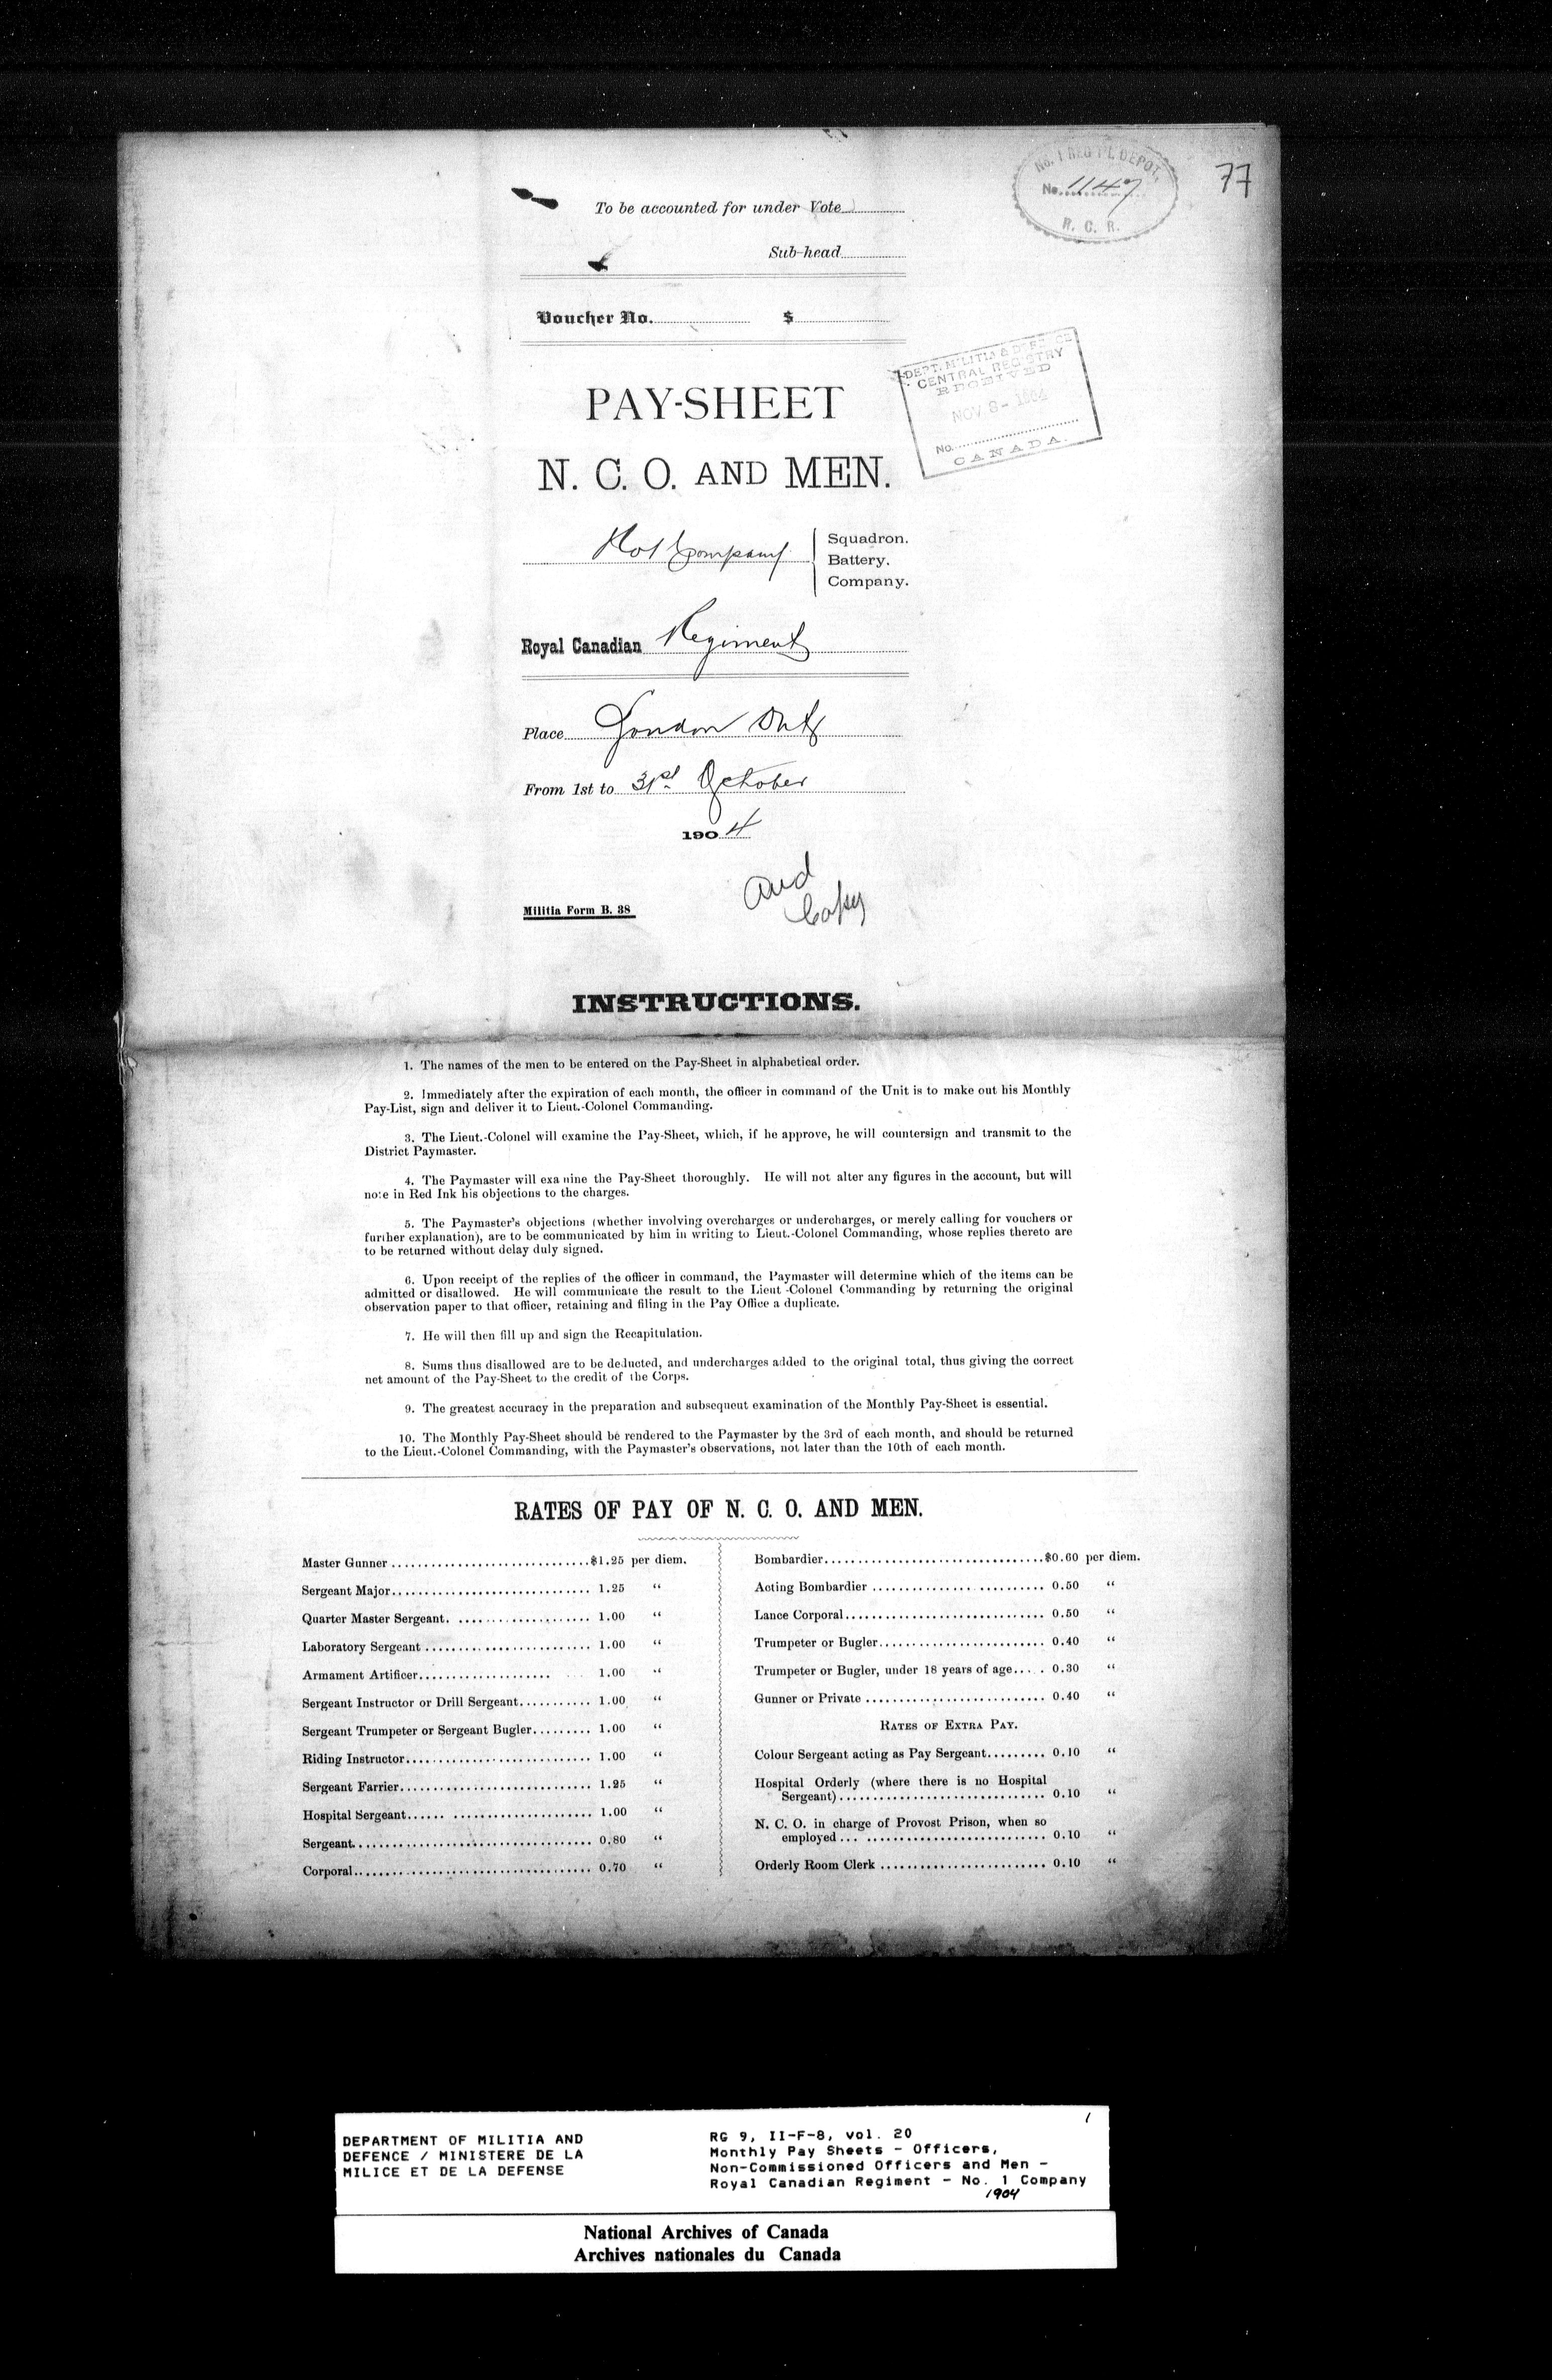 No. 1 REG'T'L DEPOT,
No. 1147
R. C. R.
77
To be accounted for under Vote
Sub-head
Voucher No. $
DEPT. MILITIA & DEFENCE
CENTRAL REGISTRY
RECEIVED
NOV 8- 1904
No.
CANADA.
PAY-SHEET
N. C. O. AND MEN.
No 1 Company
Squadron.
Battery.
Company.
Royal Canadian Regiment
Place London Ont
From 1st to 31st October
1904
Aud
Copy
Militia Form B. 38
INSTRUCTIONS.
1. The names of the men to be entered on the Pay-Sheet in alphabetical order.
2. Immediately after the expiration of each month, the officer in command of the Unit is to make out his Monthly
Pay-List, sign and deliver it to Lieut.-Colonel Commanding.
3. The Lieut.-Colonel will examine the Pay-Sheet, which, if he approve, he will countersign and transmit to the
District Paymaster.
4. The Paymaster will examine the Pay-Sheet thoroughly. He will not alter any figures in the account, but will
note in Red Ink his objections to the charges.
5. The Paymaster's objections (whether involving overcharges or undercharges, or merely calling for vouchers or
further explanation), are to be communicated by him in writing to Lieut.-Colonel Commanding, whose replies thereto are
to be returned without delay duly signed.
6. Upon receipt of the replies of the officer in command, the Paymaster will determine which of the items can be
admitted or disallowed. He will communicate the result to the Lieut-Colonel Commanding by returning the original
observation paper to that officer, retaining and filing in the Pay Office a duplicate.
7. He will then fill up and sign the Recapitulation.
8. Sums thus disallowed are to be deducted, and undercharges added to the original total, thus giving the correct
net amount of the Pay-Sheet to the credit of the Corps.
9. The greatest accuracy in the preparation and subsequent examination of the Monthly Pay-Sheet is essential.
10. The Monthly Pay-Sheet should be rendered to the Paymaster by the 3rd of each month, and should be returned
to the Lieut.-Colonel Commanding, with the Paymaster's observations, not later than the 10th of each month.
RATES OF PAY OF N. C. O. AND MEN.
Master Gunner $1.25 per diem.
Sergeant Major 1.25 "
Quarter Master Sergeant. 1.00 "
Laboratory Sergeant 1.00 "
Armament Artificer 1.00 "
Sergeant Instructor or Drill Sergeant 1.00 "
Sergeant Trumpeter or Sergeant Bugler 1.00 "
Riding Instructor 1.00 "
Sergeant Farrier 1.25 "
Hospital Sergeant 1.00 "
Sergeant 0.80 "
Corporal 0.70 "
Bombardier $0.60 per diem.
Acting Bombardier 0.50 "
Lance Corporal 0.50 "
Trumpeter or Bugler 0.40 "
Trumpeter or Bugler, under 18 years of age 0.30 "
Gunner or Private 0.40 "
RATES OF EXTRA PAY.
Colour Sergeant acting as Pay Sergeant 0.10 "
Hospital Orderly (where there is no Hospital
Sergeant) 0.10 "
N. C. O. in charge of Provost Prison, when so
employed 0.10 "
Orderly Room Clerk 0.10 "
1
DEPARTMENT OF MILITIA AND
DEFENCE / MINISTERE DE LA
MILICE ET DE LA DEFENSE
RG 9, II-F-8, vol. 20
Monthly Pay Sheets - Officers,
Non-Commissioned Officers and Men -
Royal Canadian Regiment - No. 1 Company
1904
National Archives of Canada
Archives nationales du Canada